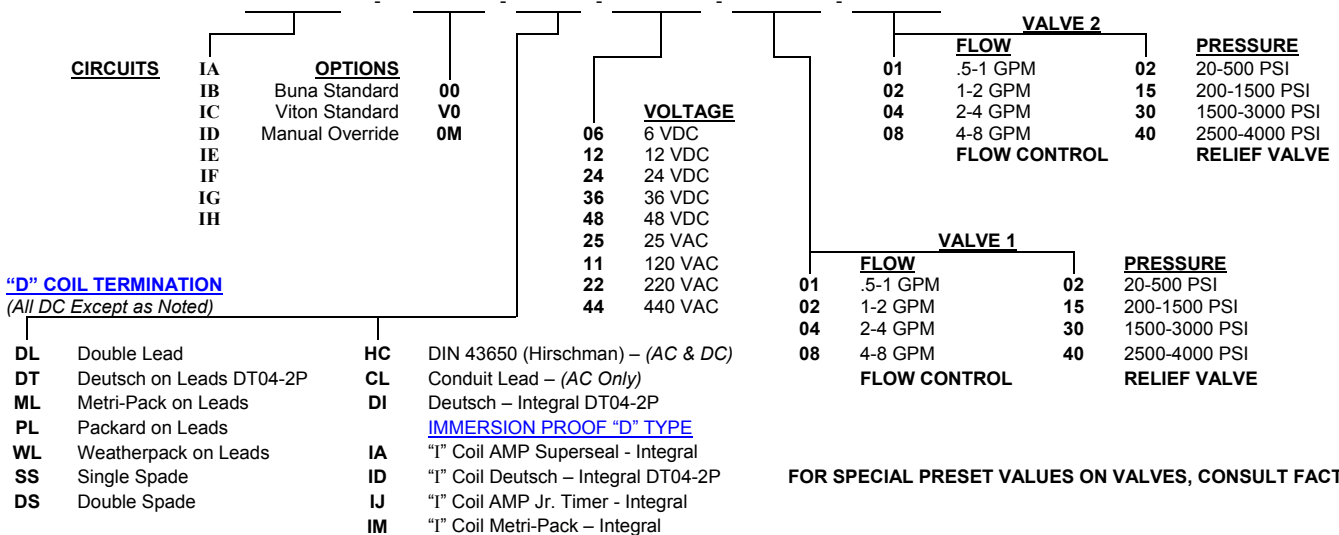 - - - - -
CIRCUITS
IA
IB
IC
ID
IE
IF
IG
IH
OPTIONS
Buna Standard 00
Viton Standard V0
Manual Override 0M
VOLTAGE
06 6 VDC
12 12 VDC
24 24 VDC
36 36 VDC
48 48 VDC
25 25 VAC
11 120 VAC
22 220 VAC
44 440 VAC
VALVE 2
FLOW PRESSURE
01 .5-1 GPM 02 20-500 PSI
02 1-2 GPM 15 200-1500 PSI
04 2-4 GPM 30 1500-3000 PSI
08 4-8 GPM 40 2500-4000 PSI
FLOW CONTROL RELIEF VALVE
VALVE 1
FLOW PRESSURE
01 .5-1 GPM 02 20-500 PSI
02 1-2 GPM 15 200-1500 PSI
04 2-4 GPM 30 1500-3000 PSI
08 4-8 GPM 40 2500-4000 PSI
FLOW CONTROL RELIEF VALVE
“D” COIL TERMINATION
(All DC Except as Noted)
DL Double Lead
DT Deutsch on Leads DT04-2P
ML Metri-Pack on Leads
PL Packard on Leads
WL Weatherpack on Leads
SS Single Spade
DS Double Spade
HC DIN 43650 (Hirschman) – (AC & DC)
CL Conduit Lead – (AC Only)
DI Deutsch – Integral DT04-2P
IMMERSION PROOF “D” TYPE
IA “I” Coil AMP Superseal - Integral
ID “I” Coil Deutsch – Integral DT04-2P
IJ “I” Coil AMP Jr. Timer - Integral
IM “I” Coil Metri-Pack – Integral
FOR SPECIAL PRESET VALUES ON VALVES, CONSULT FACT